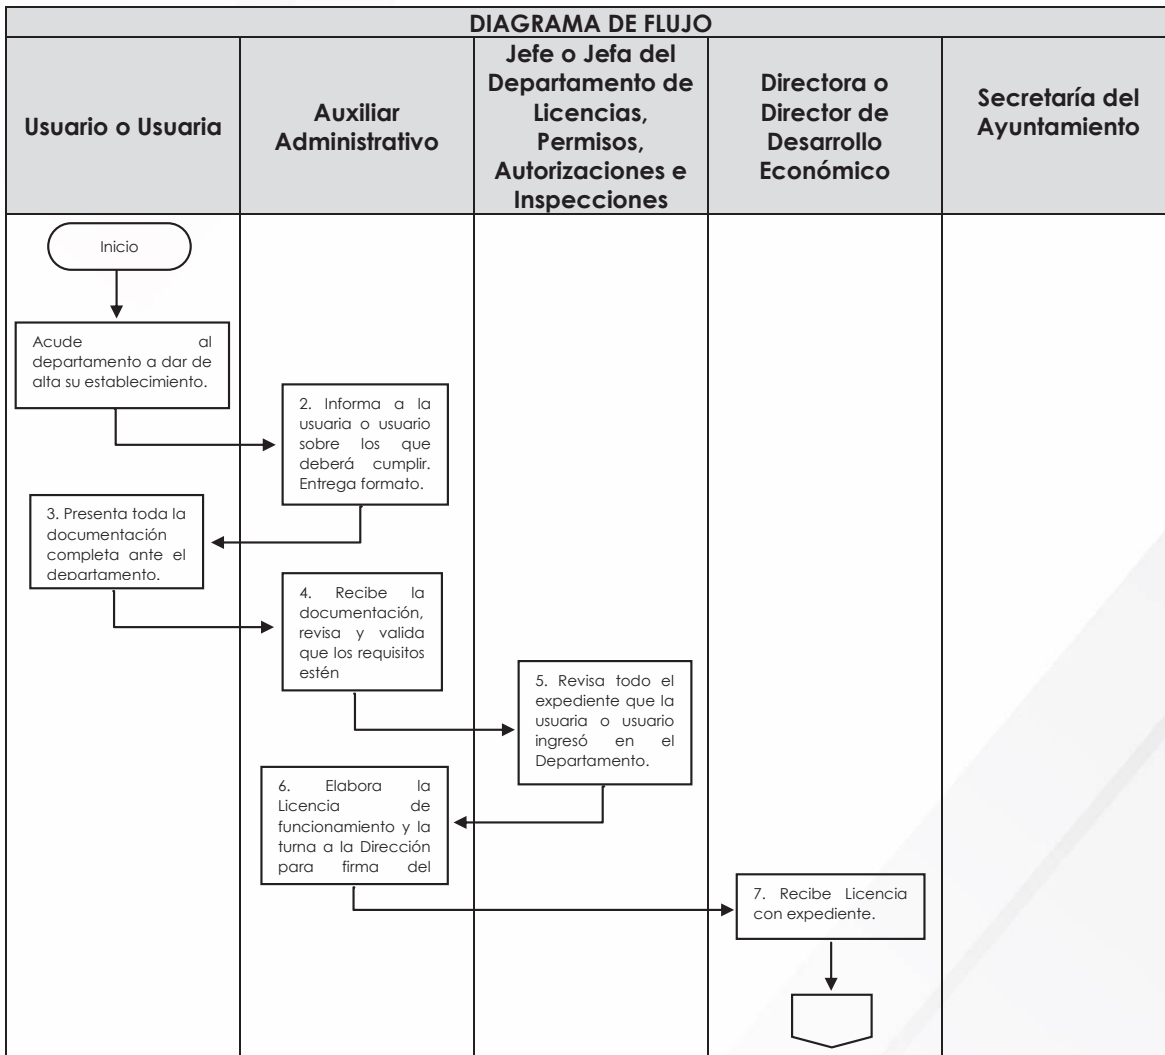 DIAGRAMA DE FLUJO
Usuario o Usuaria
Auxiliar
Administrativo
Jefe o Jefa del
Departamento de
Licencias,
Permisos,
Autorizaciones e
Inspecciones
Directora o
Director de
Desarrollo
Económico
Secretaría del
Ayuntamiento
Inicio
Acude al
departamento a dar de
alta su establecimiento.
2. Informa a la
usuaria o usuario
sobre los que
deberá cumplir.
Entrega formato.
3. Presenta toda la
documentación
completa ante el
departamento.
4. Recibe la
documentación,
revisa y valida
que los requisitos
estén
5. Revisa todo el
expediente que la
usuaria o usuario
ingresó en el
Departamento.
6. Elabora la
Licencia de
funcionamiento y la
turna a la Dirección
para firma del
7. Recibe Licencia
con expediente.